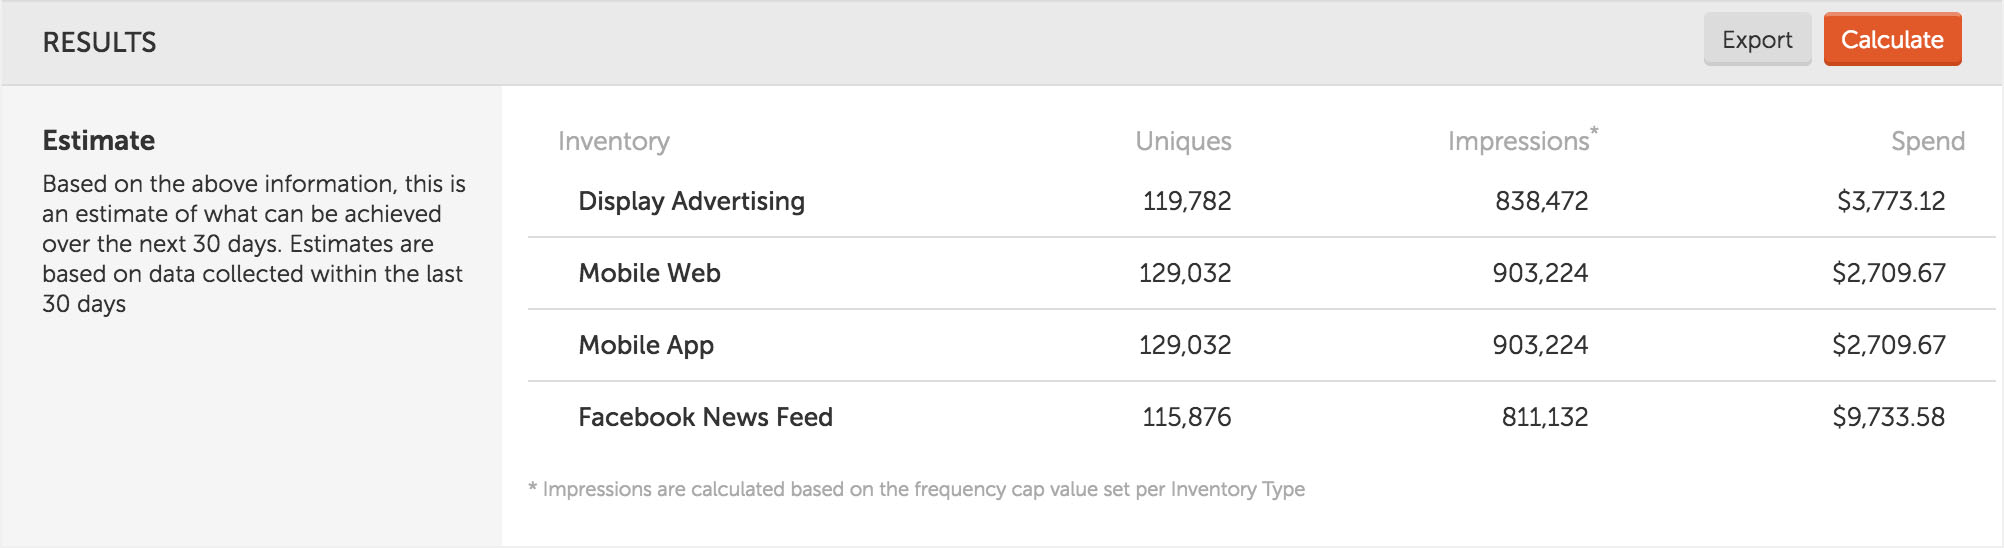 RESULTS
Export
Calculate
Estimate
Based on the above information, this is
an estimate of what can be achieved
over the next 30 days. Estimates are
based on data collected within the last
30 days
Inventory Uniques Impressions* Spend
Display Advertising 119,782 838,472 $3,773.12
Mobile Web 129,032 903,224 $2,709.67
Mobile App 129,032 903,224 $2,709.67
Facebook News Feed 115,876 811,132 $9,733.58
* Impressions are calculated based on the frequency cap value set per Inventory Type